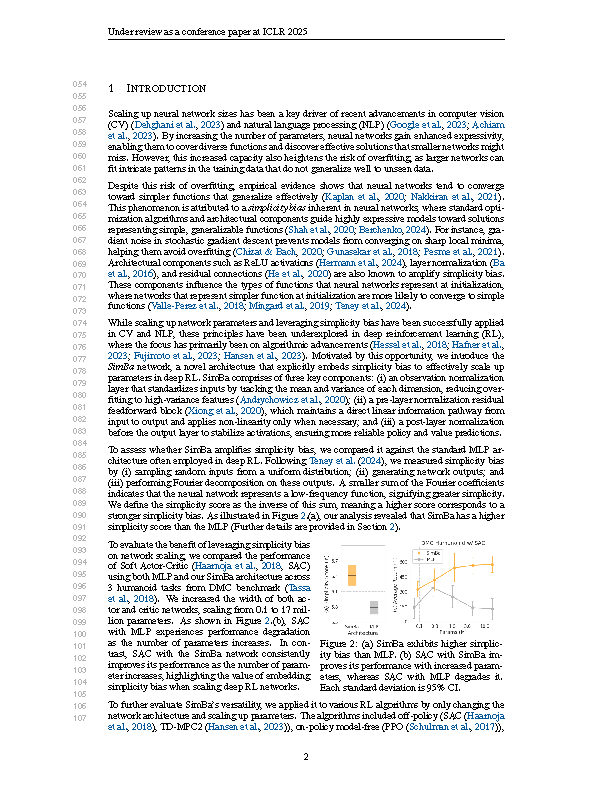 Under review as a conference paper at ICLR 2025
054
055
056
057
058
059
060
061
062
063
064
065
066
067
068
069
070
071
072
073
074
075
076
077
078
079
080
081
082
083
084
085
086
087
088
089
090
091
092
093
094
095
096
097
098
099
100
101
102
103
104
105
106
107
1 INTRODUCTION
Scaling up neural network sizes has been a key driver of recent advancements in computer vision
(CV) (Dehghani et al., 2023) and natural language processing (NLP) (Google et al., 2023; Achiam
et al., 2023). By increasing the number of parameters, neural networks gain enhanced expressivity,
enabling them to cover diverse functions and discover effective solutions that smaller networks might
miss. However, this increased capacity also heightens the risk of overfitting, as larger networks can
fit intricate patterns in the training data that do not generalize well to unseen data.
Despite this risk of overfitting, empirical evidence shows that neural networks tend to converge
toward simpler functions that generalize effectively (Kaplan et al., 2020; Nakkiran et al., 2021).
This phenomenon is attributed to a simplicity bias inherent in neural networks, where standard opti-
mization algorithms and architectural components guide highly expressive models toward solutions
representing simple, generalizable functions (Shah et al., 2020; Berchenko, 2024). For instance, gra-
dient noise in stochastic gradient descent prevents models from converging on sharp local minima,
helping them avoid overfitting (Chizat & Bach, 2020; Gunasekar et al., 2018; Pesme et al., 2021).
Architectural components such as ReLU activations (Hermann et al., 2024), layer normalization (Ba
et al., 2016), and residual connections (He et al., 2020) are also known to amplify simplicity bias.
These components influence the types of functions that neural networks represent at initialization,
where networks that represent simpler function at initialization are more likely to converge to simple
functions (Valle-Perez et al., 2018; Mingard et al., 2019; Teney et al., 2024).
While scaling up network parameters and leveraging simplicity bias have been successfully applied
in CV and NLP, these principles have been underexplored in deep reinforcement learning (RL),
where the focus has primarily been on algorithmic advancements (Hessel et al., 2018; Hafner et al.,
2023; Fujimoto et al., 2023; Hansen et al., 2023). Motivated by this opportunity, we introduce the
SimBa network, a novel architecture that explicitly embeds simplicity bias to effectively scale up
parameters in deep RL. SimBa comprises of three key components: (i) an observation normalization
layer that standardizes inputs by tracking the mean and variance of each dimension, reducing over-
fitting to high-variance features (Andrychowicz et al., 2020); (ii) a pre-layer normalization residual
feedforward block (Xiong et al., 2020), which maintains a direct linear information pathway from
input to output and applies non-linearity only when necessary; and (iii) a post-layer normalization
before the output layer to stabilize activations, ensuring more reliable policy and value predictions.
To assess whether SimBa amplifies simplicity bias, we compared it against the standard MLP ar-
chitecture often employed in deep RL. Following Teney et al. (2024), we measured simplicity bias
by (i) sampling random inputs from a uniform distribution; (ii) generating network outputs; and
(iii) performing Fourier decomposition on these outputs. A smaller sum of the Fourier coefficients
indicates that the neural network represents a low-frequency function, signifying greater simplicity.
We define the simplicity score as the inverse of this sum, meaning a higher score corresponds to a
stronger simplicity bias. As illustrated in Figure 2.(a), our analysis revealed that SimBa has a higher
simplicity score than the MLP (Further details are provided in Section 2).
To evaluate the benefit of leveraging simplicity bias
on network scaling, we compared the performance
of Soft Actor-Critic (Haarnoja et al., 2018, SAC)
using both MLP and our SimBa architecture across
3 humanoid tasks from DMC benchmark (Tassa
et al., 2018). We increased the width of both ac-
tor and critic networks, scaling from 0.1 to 17 mil-
lion parameters. As shown in Figure 2.(b), SAC
with MLP experiences performance degradation
as the number of parameters increases. In con-
trast, SAC with the SimBa network consistently
improves its performance as the number of param-
eter increases, highlighting the value of embedding
simplicity bias when scaling deep RL networks.
DMC Humanoid w/ SAC
SimBa
MLP
Architecture
Params (M)
Figure 2: (a) SimBa exhibits higher simplic-
ity bias than MLP. (b) SAC with SimBa im-
proves its performance with increased param-
eters, whereas SAC with MLP degrades it.
Each standard deviation is 95% CI.
To further evaluate SimBa's versatility, we applied it to various RL algorithms by only changing the
network architecture and scaling up parameters. The algorithms included off-policy (SAC (Haarnoja
et al., 2018), TD-MPC2 (Hansen et al., 2023)), on-policy model-free (PPO (Schulman et al., 2017)),
2